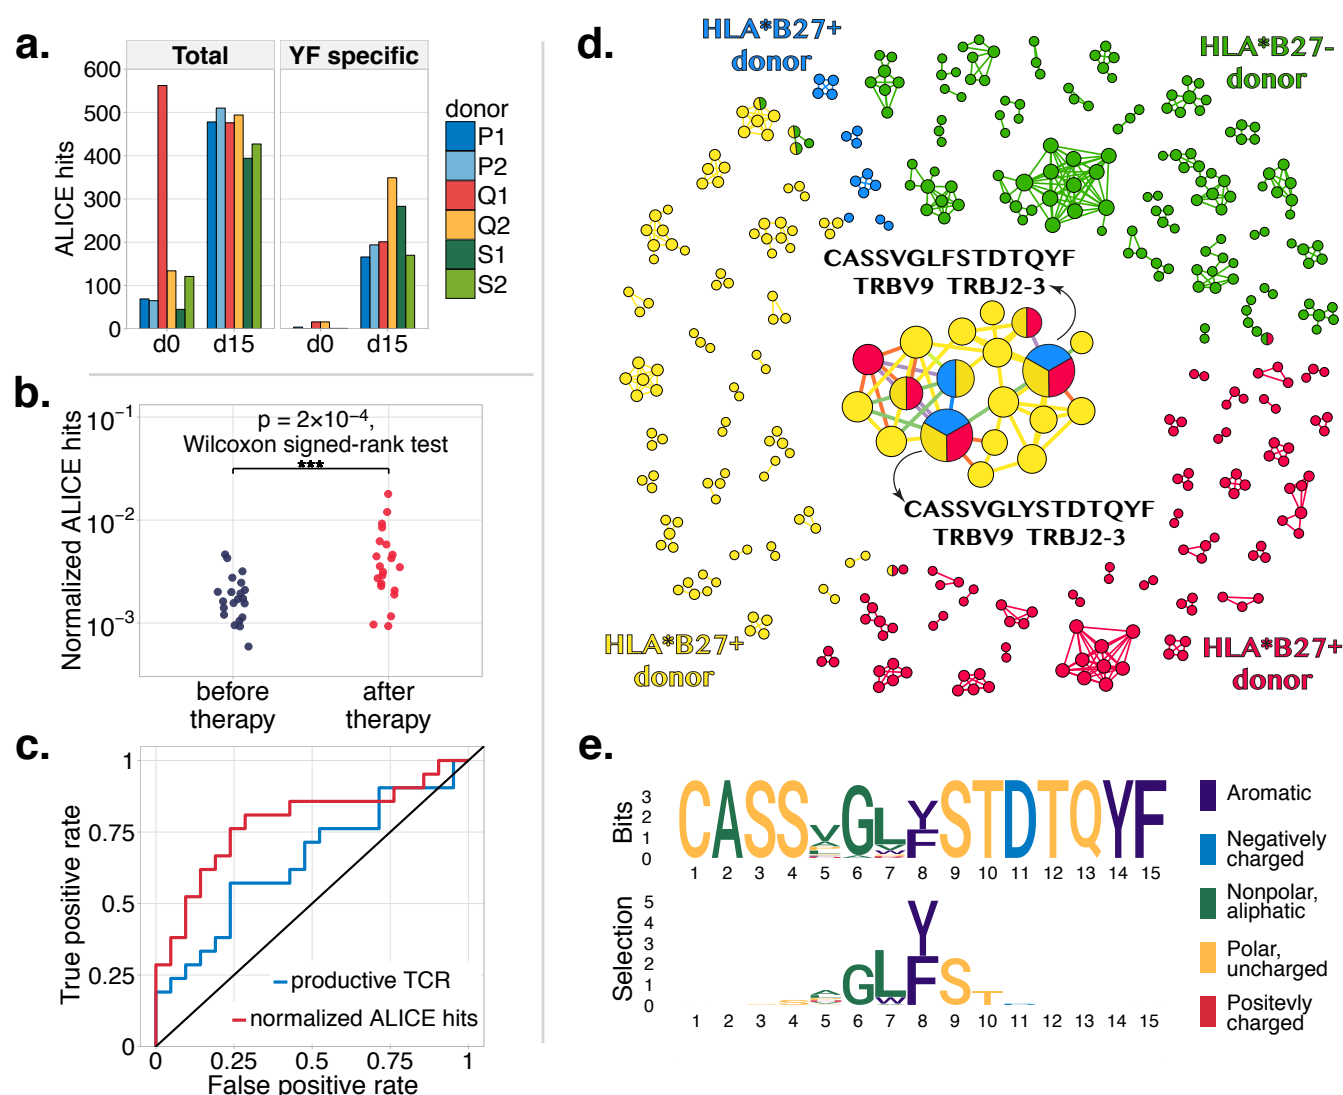 a.
Total
YF specific
600
500
400
300
200
100
0
ALICE hits
d0
d15
d0
d15
donor
P1
P2
Q1
Q2
S1
S2
b.
p = 2×10⁻⁴,
Wilcoxon signed-rank test
***
10⁻¹
10⁻²
10⁻³
Normalized ALICE hits
before
therapy
after
therapy
c.
1
0.75
0.5
0.25
0
True positive rate
productive TCR
normalized ALICE hits
0
0.25
0.5
0.75
1
False positive rate
d.
HLA*B27+
donor
HLA*B27-
donor
CASSVGLFSTDTQYF
TRBV9 TRBJ2-3
CASSVGLYSTDTQYF
TRBV9 TRBJ2-3
HLA*B27+
donor
HLA*B27+
donor
e.
Bits
3
2
1
0
CASSVGLYSTDTQYF
F
1 2 3 4 5 6 7 8 9 10 11 12 13 14 15
Selection
5
4
3
2
1
0
Y
GLFST
W
1 2 3 4 5 6 7 8 9 10 11 12 13 14 15
Aromatic
Negatively
charged
Nonpolar,
aliphatic
Polar,
uncharged
Positevly
charged